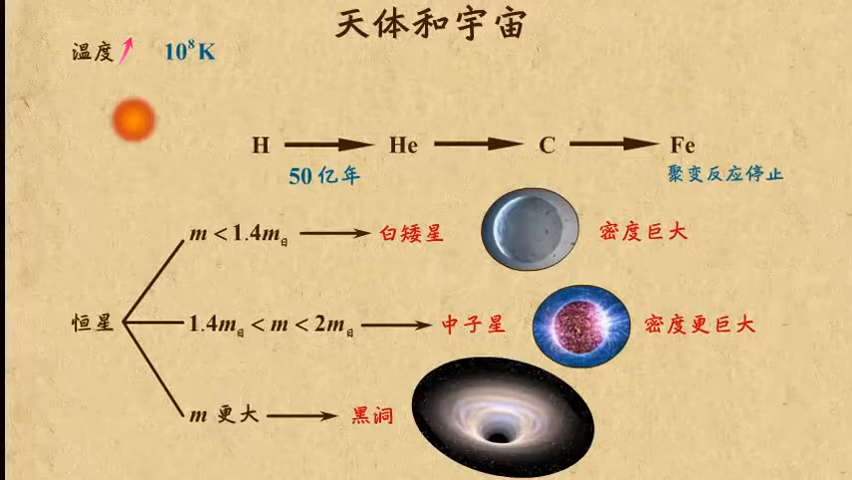 天体和宇宙
温度 10⁸K
H He C Fe
50亿年 聚变反应停止
m < 1.4m日 白矮星 密度巨大
恒星 1.4m日 < m < 2m日 中子星 密度更巨大
m 更大 黑洞